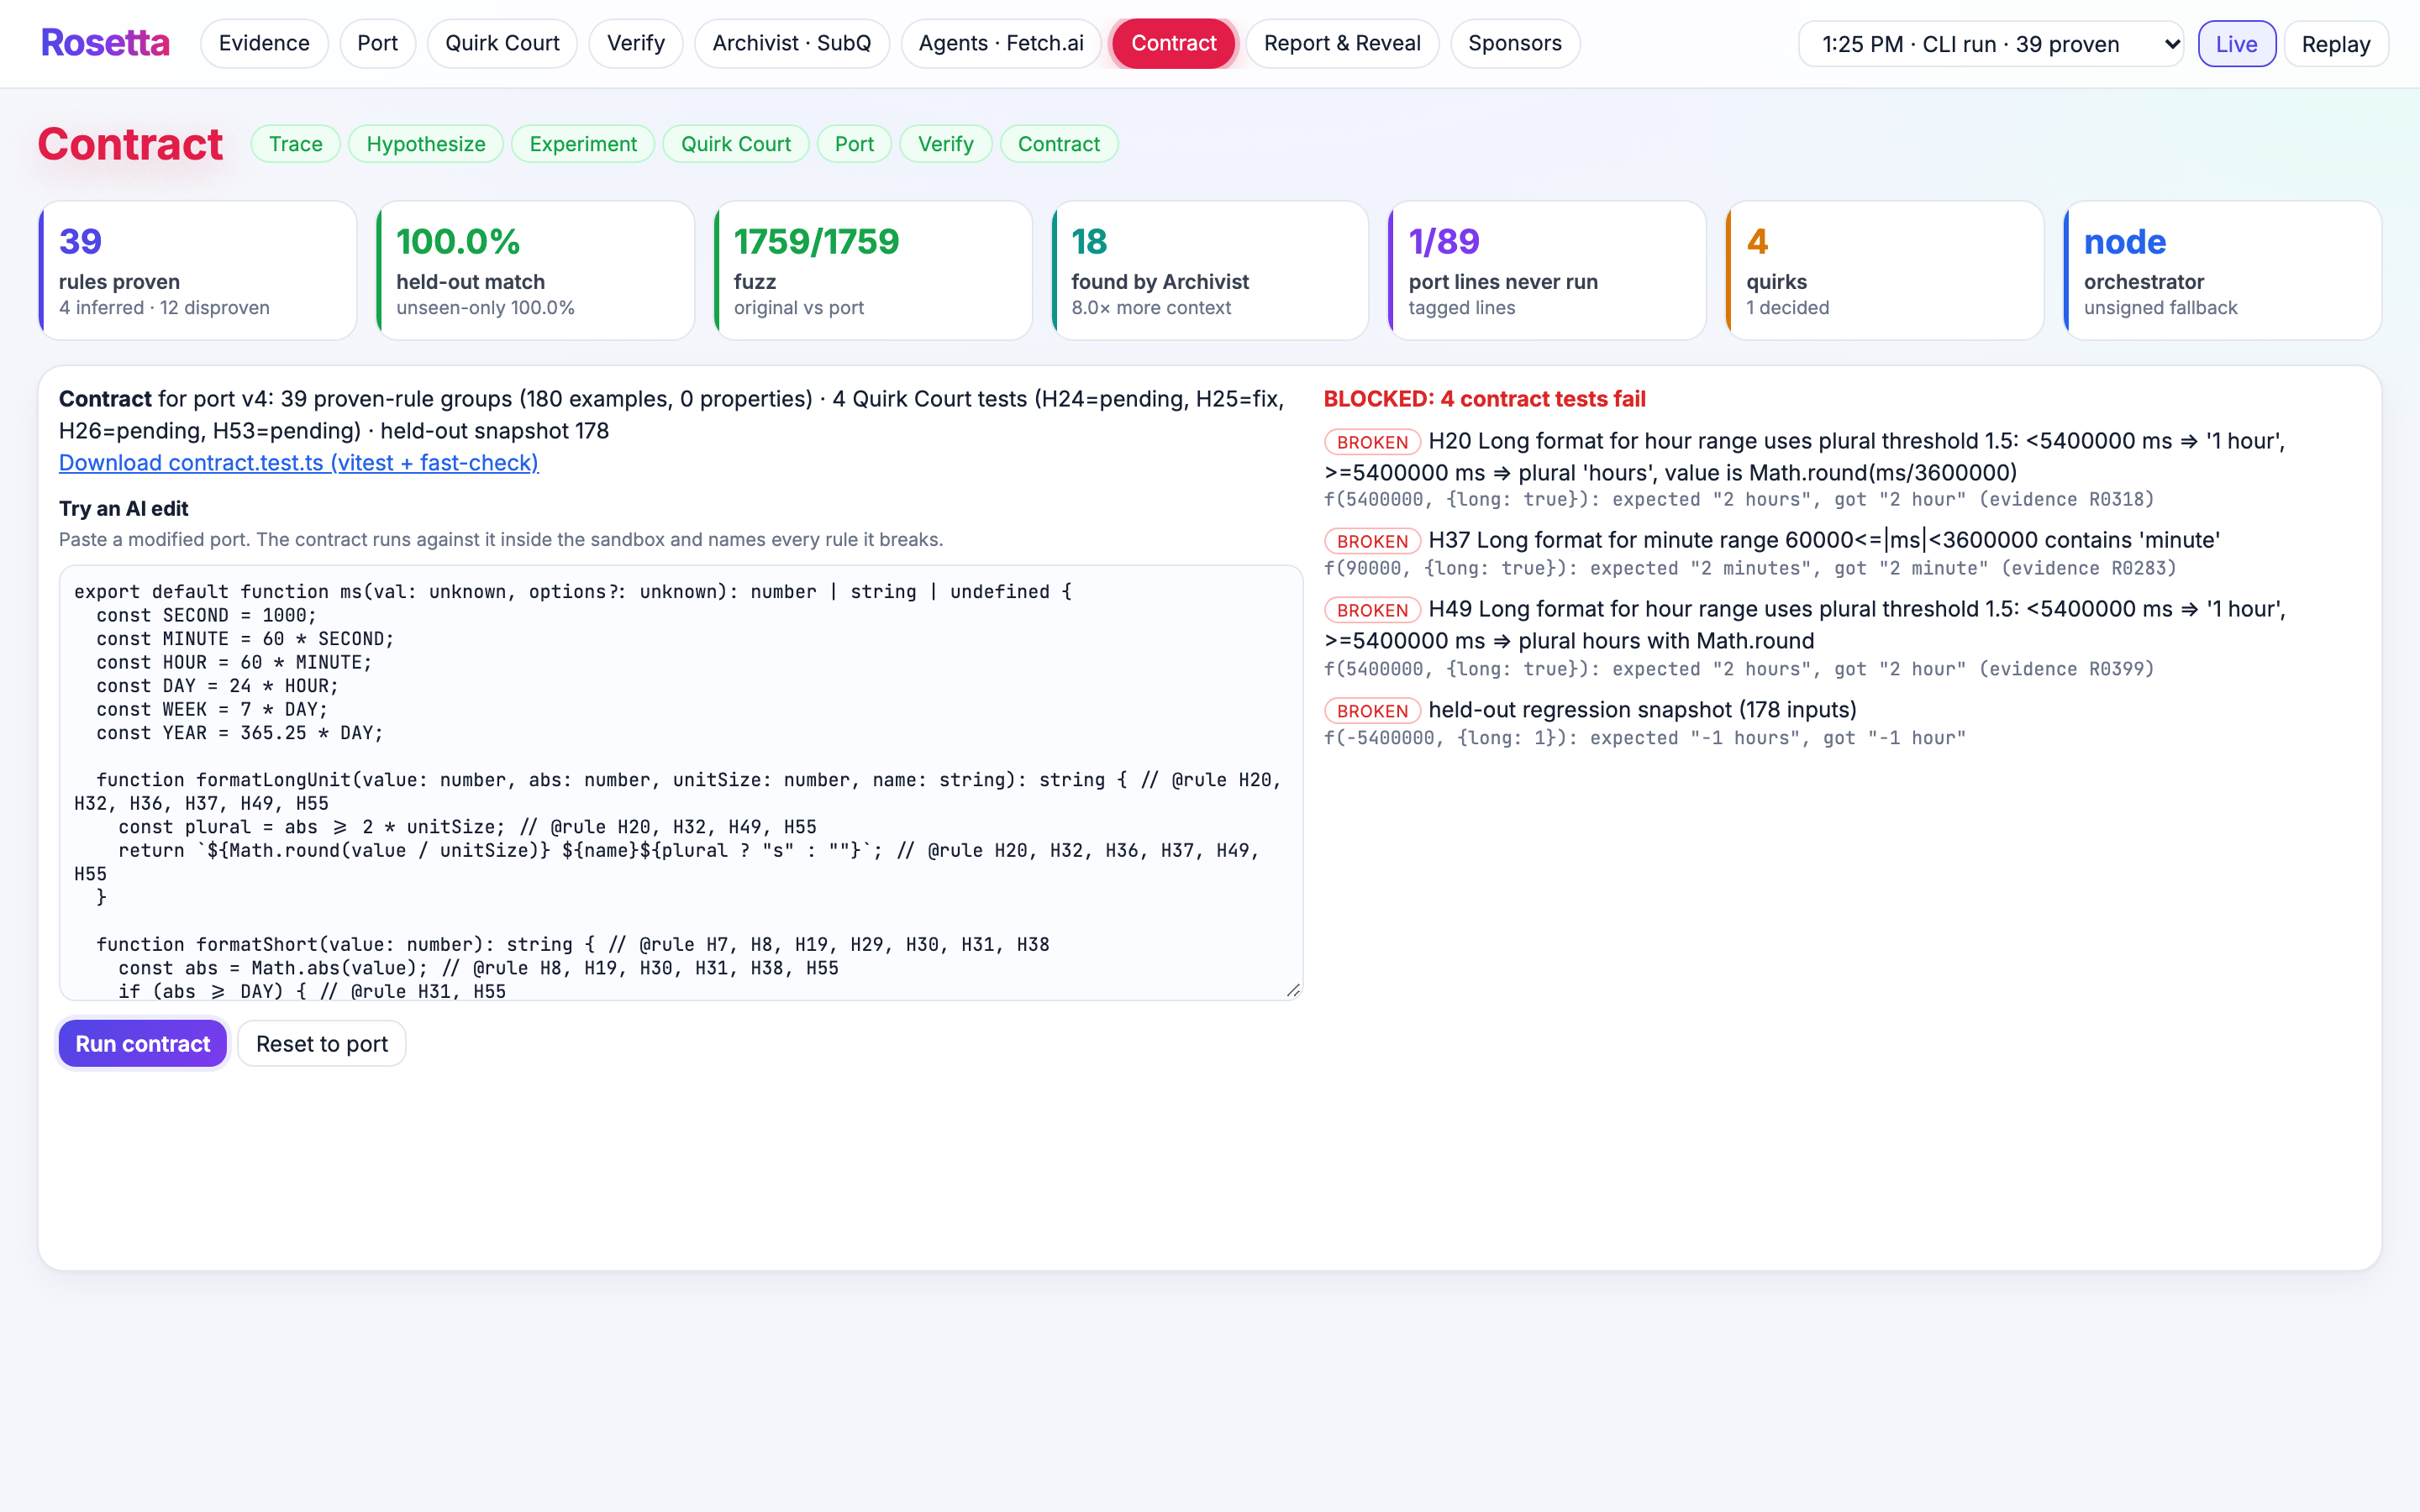 Rosetta
Evidence
Port
Quirk Court
Verify
Archivist · SubQ
Agents · Fetch.ai
Contract
Report & Reveal
Sponsors
1:25 PM · CLI run · 39 proven
Live
Replay
Contract
Trace
Hypothesize
Experiment
Quirk Court
Port
Verify
Contract
39
rules proven
4 inferred · 12 disproven
100.0%
held-out match
unseen-only 100.0%
1759/1759
fuzz
original vs port
18
found by Archivist
8.0× more context
1/89
port lines never run
tagged lines
4
quirks
1 decided
node
orchestrator
unsigned fallback
Contract for port v4: 39 proven-rule groups (180 examples, 0 properties) · 4 Quirk Court tests (H24=pending, H25=fix,
H26=pending, H53=pending) · held-out snapshot 178
Download contract.test.ts (vitest + fast-check)
Try an AI edit
Paste a modified port. The contract runs against it inside the sandbox and names every rule it breaks.
export default function ms(val: unknown, options?: unknown): number | string | undefined {
  const SECOND = 1000;
  const MINUTE = 60 * SECOND;
  const HOUR = 60 * MINUTE;
  const DAY = 24 * HOUR;
  const WEEK = 7 * DAY;
  const YEAR = 365.25 * DAY;
  function formatLongUnit(value: number, abs: number, unitSize: number, name: string): string { // @rule H20,
H32, H36, H37, H49, H55
    const plural = abs >= 2 * unitSize; // @rule H20, H32, H49, H55
    return `${Math.round(value / unitSize)} ${name}${plural ? "s" : ""}`; // @rule H20, H32, H36, H37, H49,
H55
  }
  function formatShort(value: number): string { // @rule H7, H8, H19, H29, H30, H31, H38
    const abs = Math.abs(value); // @rule H8, H19, H30, H31, H38, H55
    if (abs >= DAY) { // @rule H31, H55
Run contract
Reset to port
BLOCKED: 4 contract tests fail
BROKEN H20 Long format for hour range uses plural threshold 1.5: <5400000 ms ⇒ '1 hour',
>=5400000 ms ⇒ plural 'hours', value is Math.round(ms/3600000)
f(5400000, {long: true}): expected "2 hours", got "2 hour" (evidence R0318)
BROKEN H37 Long format for minute range 60000<=|ms|<3600000 contains 'minute'
f(90000, {long: true}): expected "2 minutes", got "2 minute" (evidence R0283)
BROKEN H49 Long format for hour range uses plural threshold 1.5: <5400000 ms ⇒ '1 hour',
>=5400000 ms ⇒ plural hours with Math.round
f(5400000, {long: true}): expected "2 hours", got "2 hour" (evidence R0399)
BROKEN held-out regression snapshot (178 inputs)
f(-5400000, {long: 1}): expected "-1 hours", got "-1 hour"